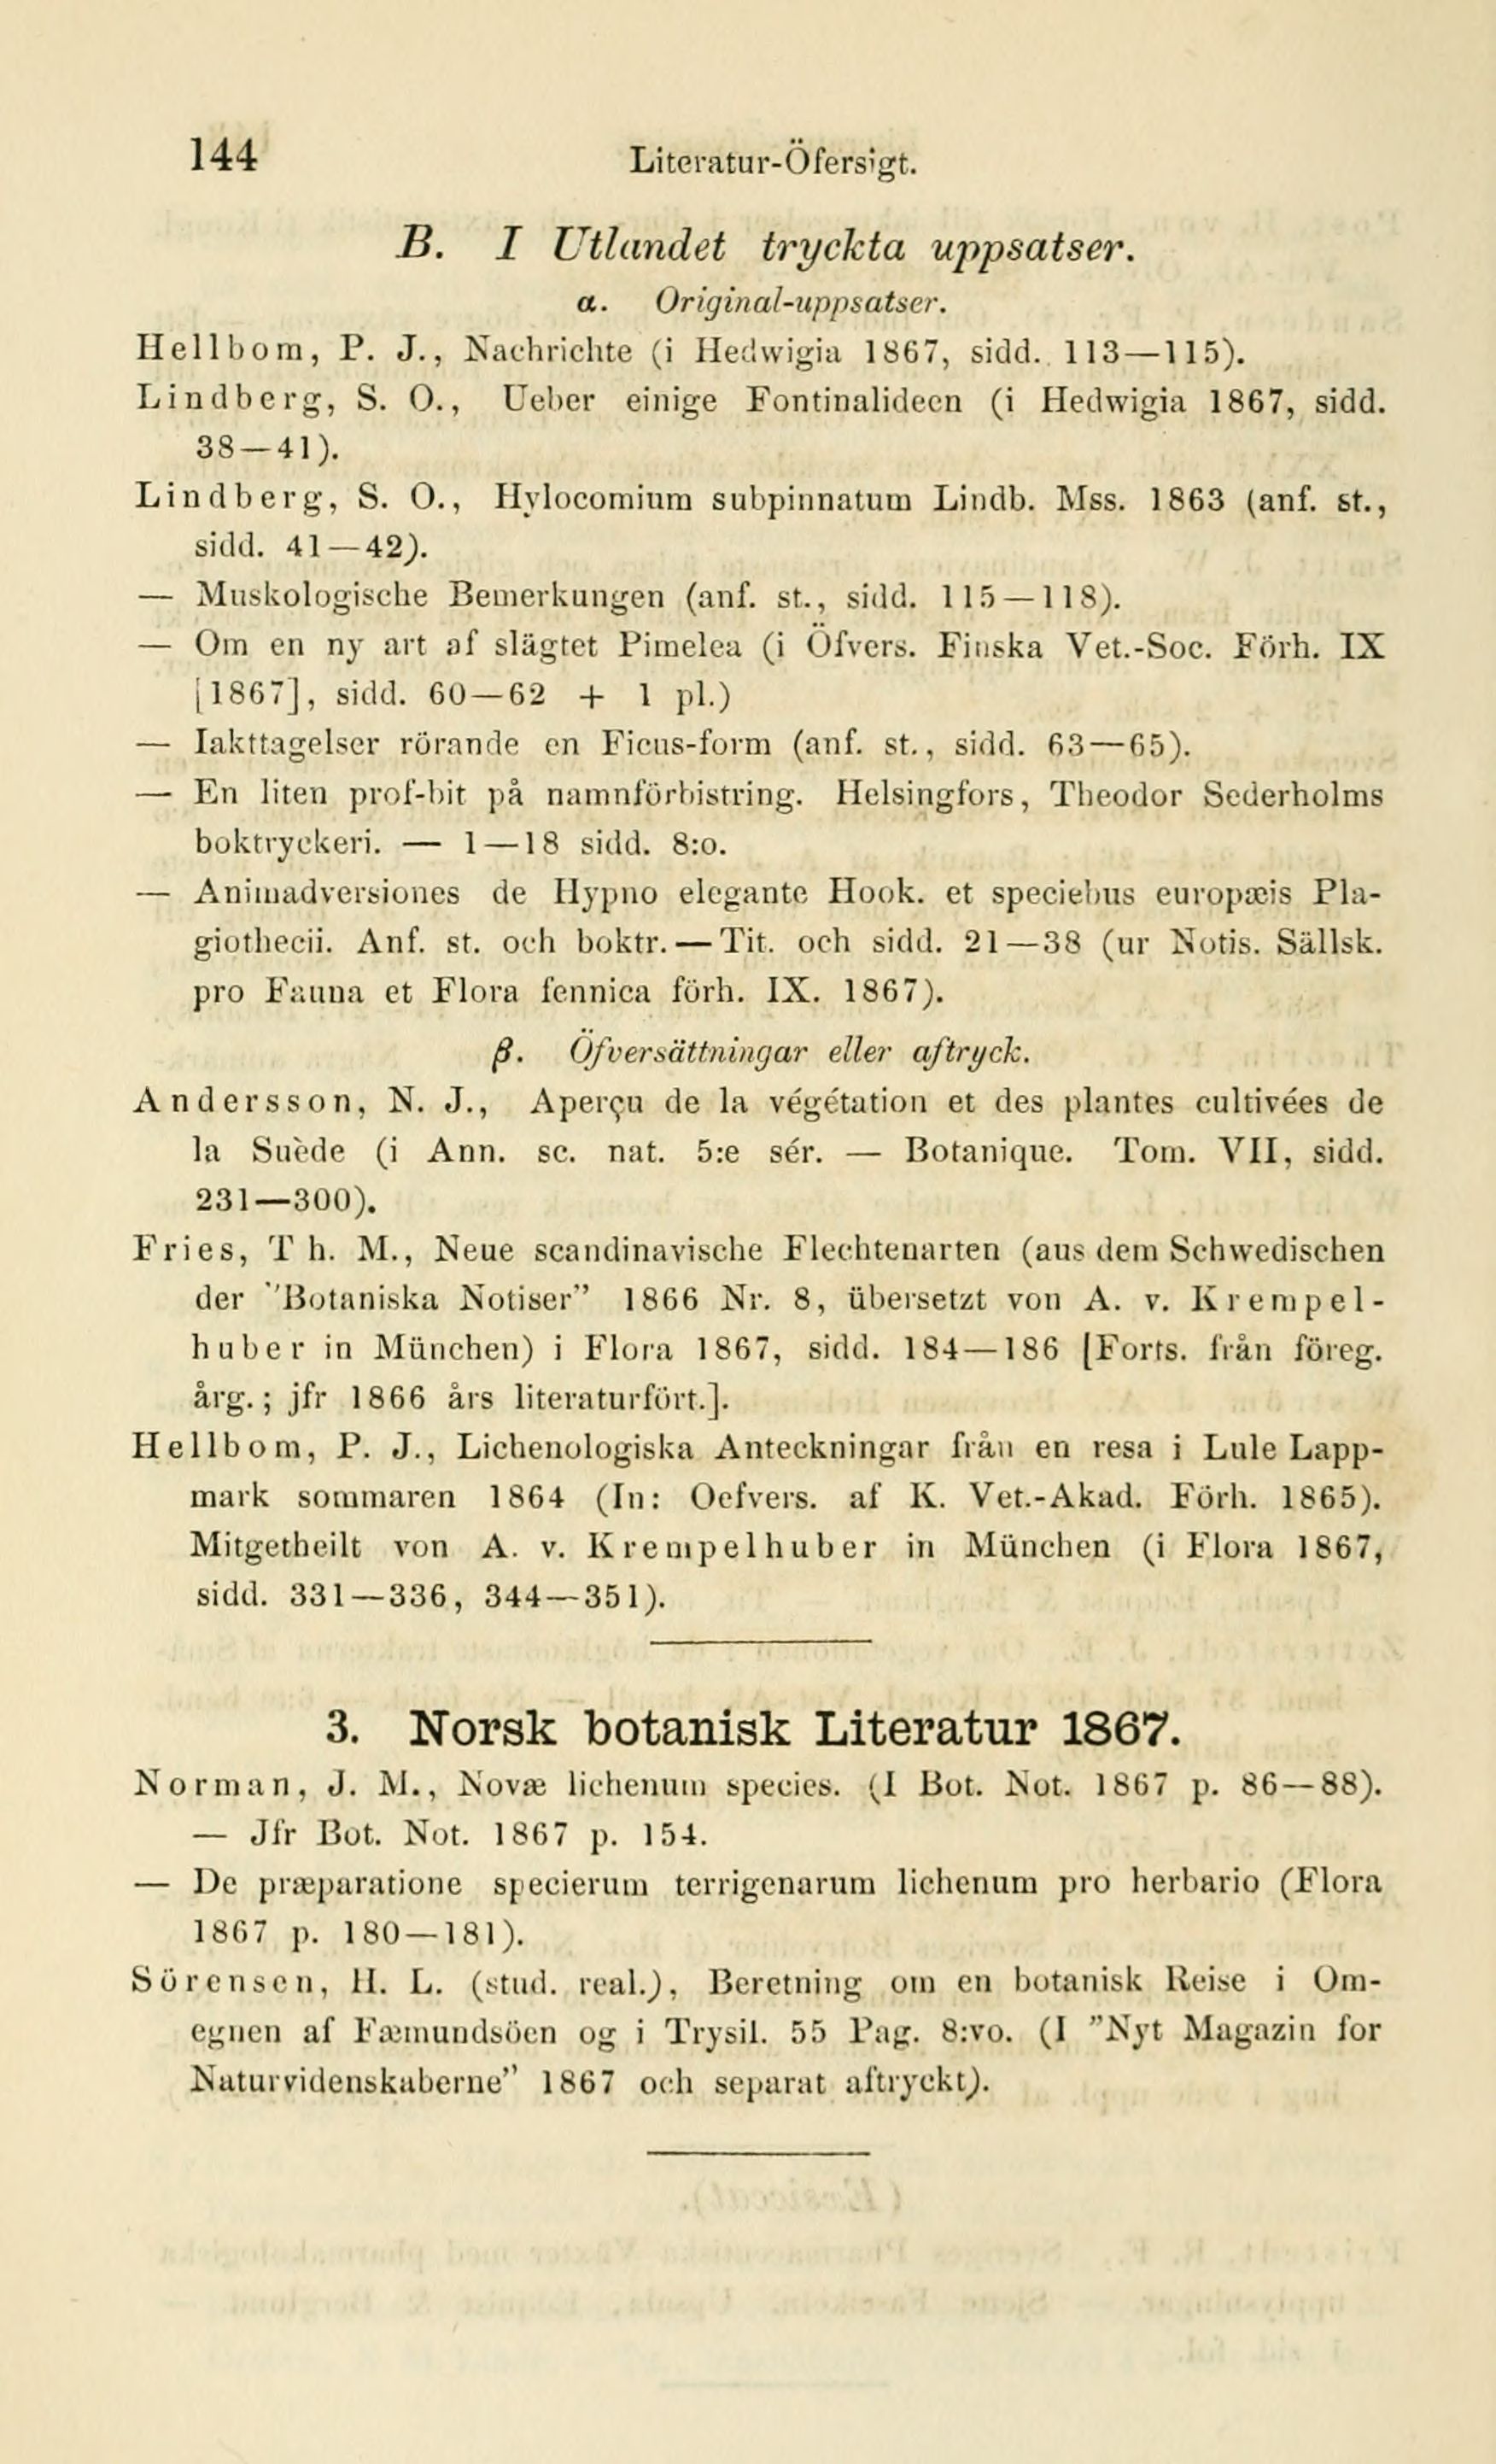 144
Literatur-Öfersigt.
B. I Utlandet tryckta uppsatser.
α. Original-uppsatser.
Hellbom, P. J., Nachrichte (i Hedwigia 1867, sidd. 113—115).
Lindberg, S. O., Ueber einige Fontinalideen (i Hedwigia 1867, sidd.
38—41).
Lindberg, S. O., Hylocomium subpinnatum Lindb. Mss. 1863 (anf. st.,
sidd. 41—42).
— Muskologische Bemerkungen (anf. st., sidd. 115—118).
— Om en ny art af slägtet Pimelea (i Öfvers. Finska Vet.-Soc. Förh. IX
[1867], sidd. 60—62 + 1 pl.)
— Iakttagelser rörande en Ficus-form (anf. st., sidd. 63—65).
— En liten prof-bit på namnförbistring. Helsingfors, Theodor Sederholms
boktryckeri. — 1—18 sidd. 8:o.
— Animadversiones de Hypno elegante Hook. et speciebus europæis Pla-
giothecii. Anf. st. och boktr. — Tit. och sidd. 21—38 (ur Notis. Sällsk.
pro Fauna et Flora fennica förh. IX. 1867).
β. Öfversättningar eller aftryck.
Andersson, N. J., Aperçu de la végétation et des plantes cultivées de
la Suède (i Ann. sc. nat. 5:e sér. — Botanique. Tom. VII, sidd.
231—300).
Fries, Th. M., Neue scandinavische Flechtenarten (aus dem Schwedischen
der "Botaniska Notiser" 1866 Nr. 8, übersetzt von A. v. Krempel-
huber in München) i Flora 1867, sidd. 184—186 [Forts. från föreg.
årg.; jfr 1866 års literaturfört.].
Hellbom, P. J., Lichenologiska Anteckningar från en resa i Lule Lapp-
mark sommaren 1864 (In: Oefvers. af K. Vet.-Akad. Förh. 1865).
Mitgetheilt von A. v. Krempelhuber in München (i Flora 1867,
sidd. 331—336, 344—351).
3. Norsk botanisk Literatur 1867.
Norman, J. M., Novæ lichenum species. (I Bot. Not. 1867 p. 86—88).
— Jfr Bot. Not. 1867 p. 154.
— De præparatione specierum terrigenarum lichenum pro herbario (Flora
1867 p. 180—181).
Sörensen, H. L. (stud. real.), Beretning om en botanisk Reise i Om-
egnen af Fæmundsöen og i Trysil. 55 Pag. 8:vo. (I "Nyt Magazin for
Naturvidenskaberne" 1867 och separat aftryckt).